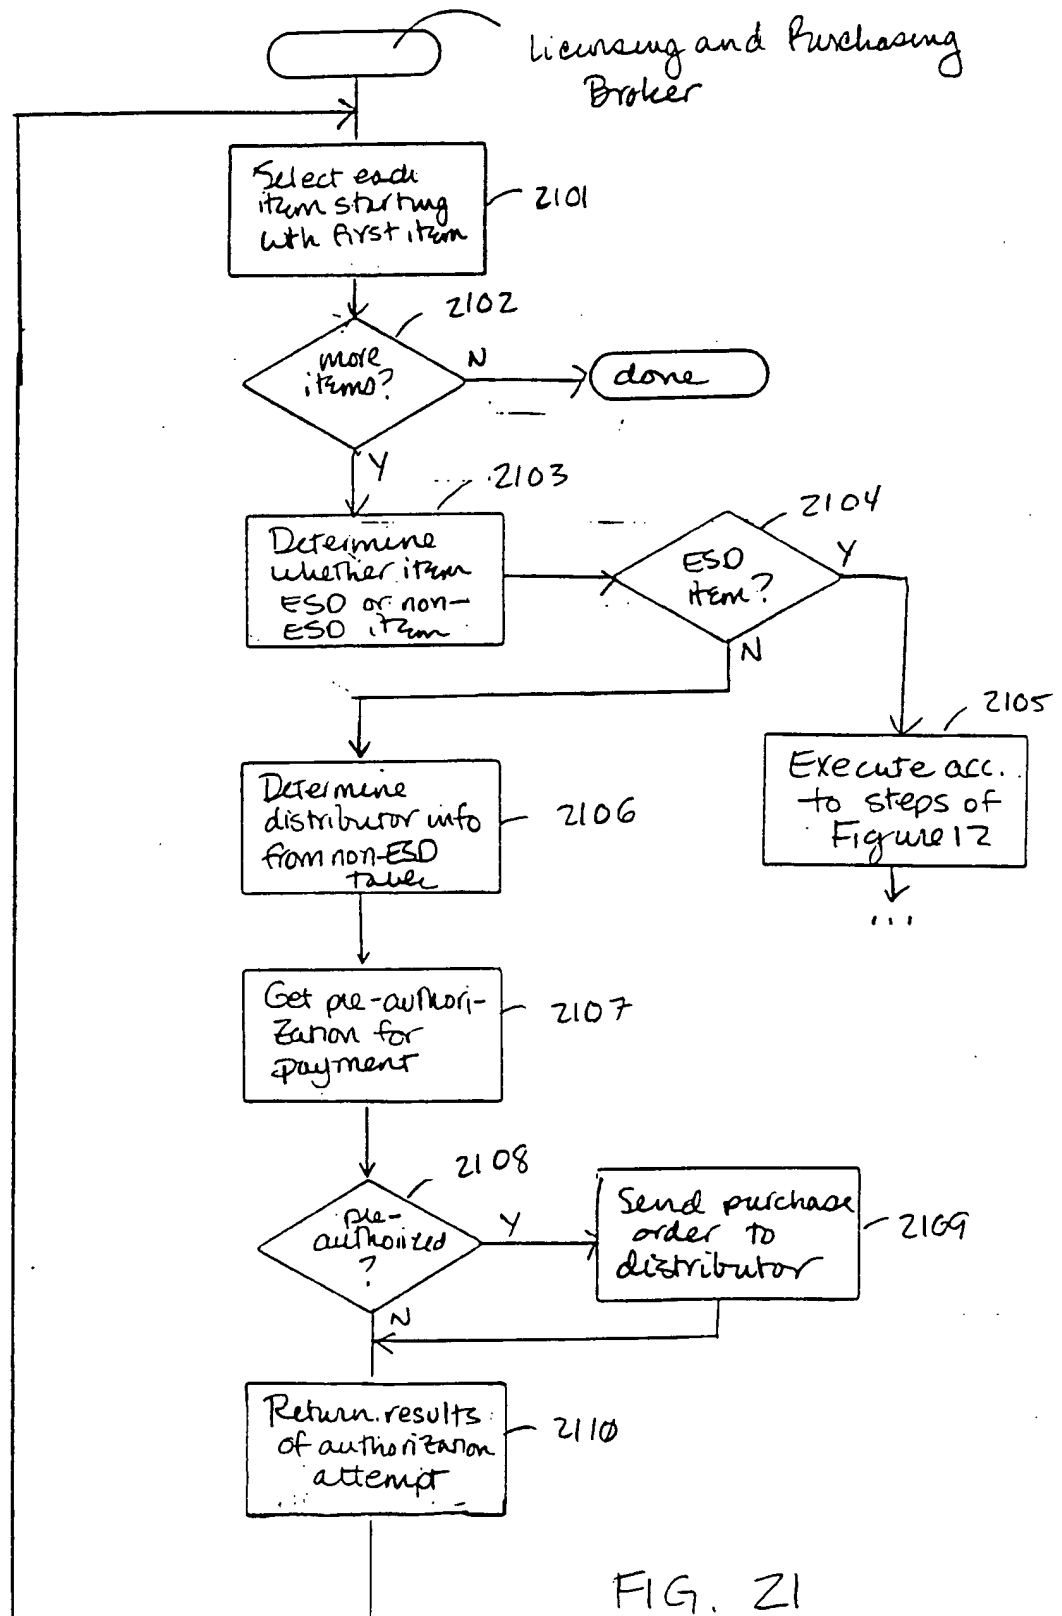 Licensing and Purchasing
Broker
Select each
item starting
with first item
2101
2102
more
items?
N
done
Y
2103
Determine
whether item
ESD or non-
ESD item
2104
ESD
item?
Y
N
2105
Execute acc.
to steps of
Figure 12
...
Determine
distributor info
from non-ESD
table
2106
Get pre-authori-
zation for
payment
2107
2108
pre-
authorized
?
Y
Send purchase
order to
distributor
2109
N
Return results
of authorization
attempt
2110
FIG. 21